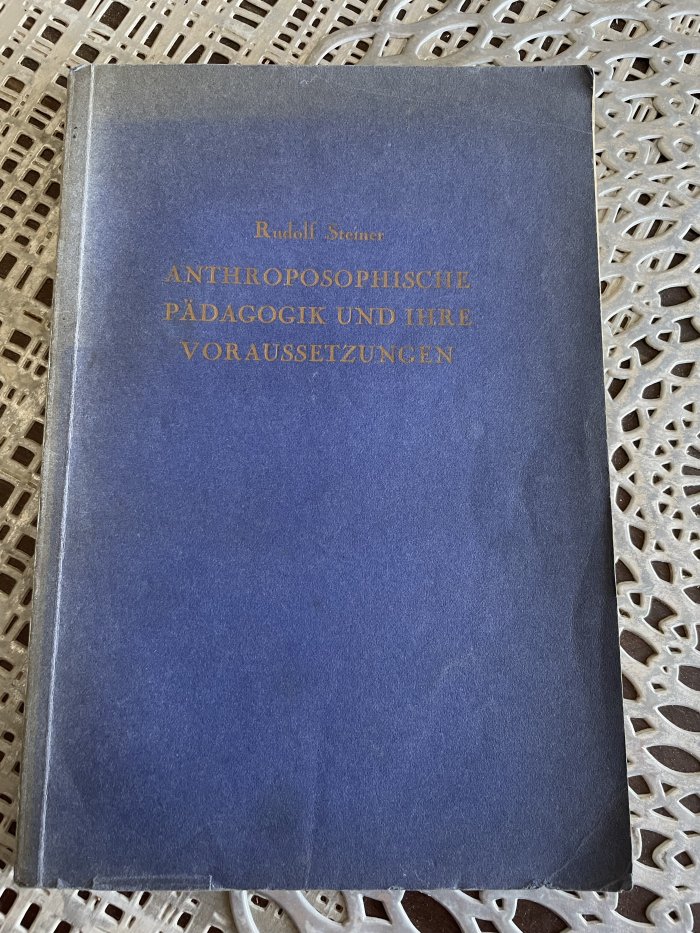 Rudolf Steiner
ANTHROPOSOPHISCHE
PÄDAGOGIK UND IHRE
VORAUSSETZUNGEN